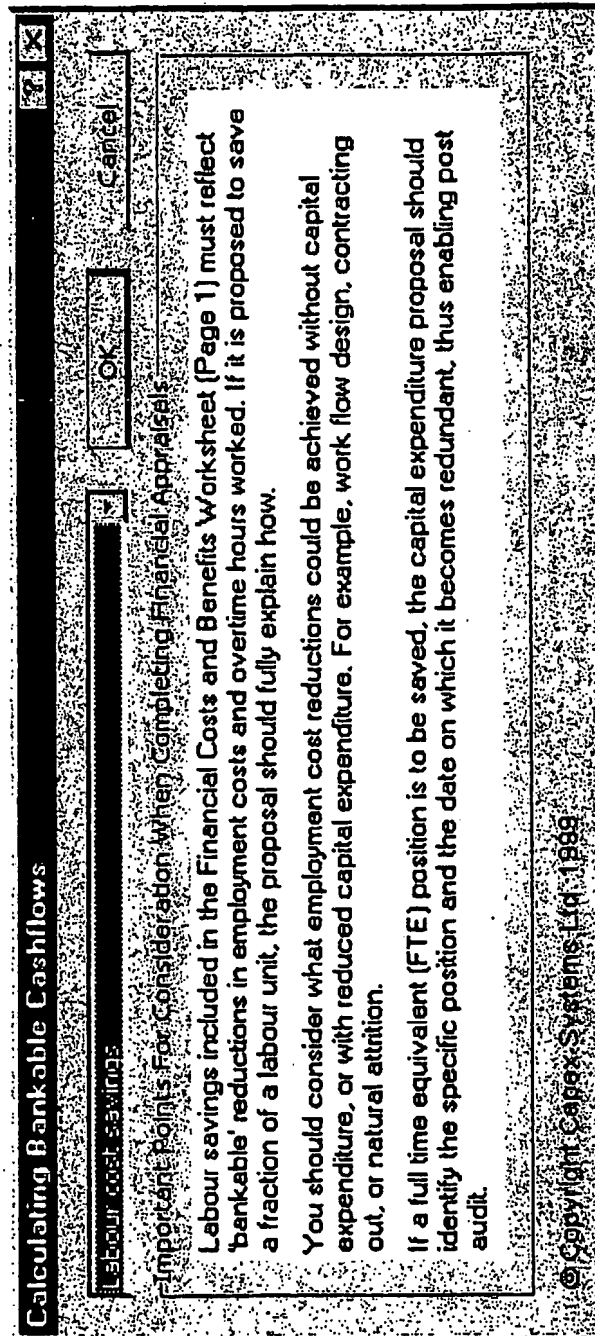 Calculating Bankable Cashflows
? X
Labour cost savings
OK
Cancel
Important Points For Consideration When Completing Financial Appraisals
Labour savings included in the Financial Costs and Benefits Worksheet (Page 1) must reflect
'bankable' reductions in employment costs and overtime hours worked. If it is proposed to save
a fraction of a labour unit, the proposal should fully explain how.
You should consider what employment cost reductions could be achieved without capital
expenditure, or with reduced capital expenditure. For example, work flow design, contracting
out, or natural attrition.
If a full time equivalent (FTE) position is to be saved, the capital expenditure proposal should
identify the specific position and the date on which it becomes redundant, thus enabling post
audit.
© Copyright Capex Systems Ltd. 1999